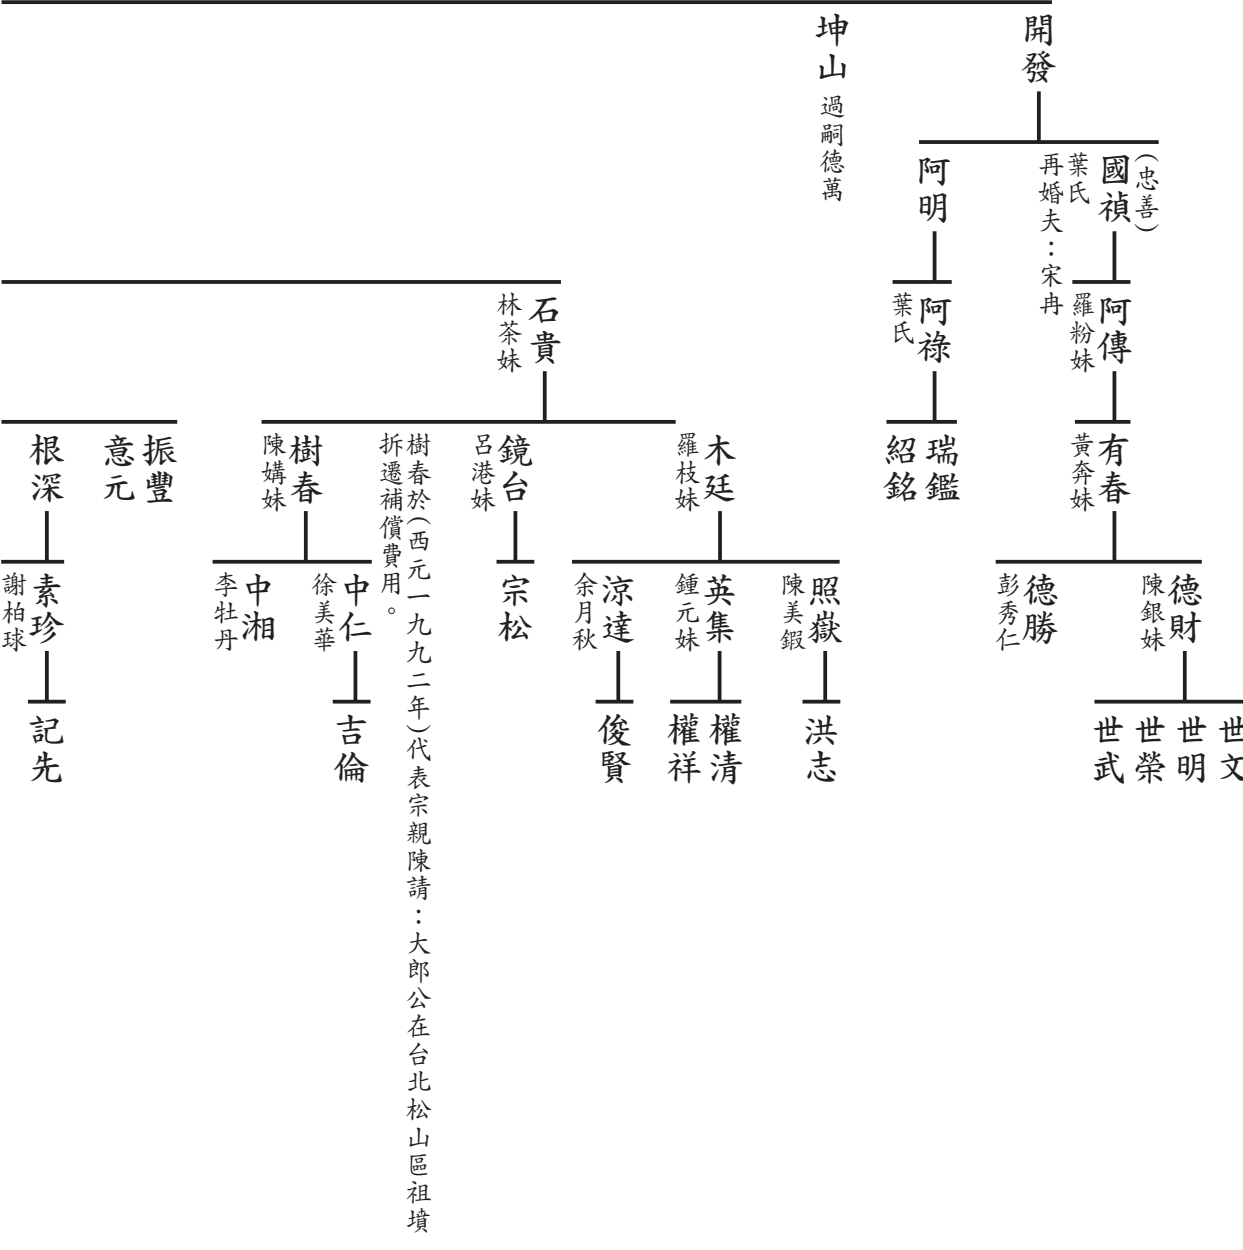 開發
坤山
過嗣德萬
(忠善)
國禎
葉氏
再婚夫：宋冉
阿明
阿傳
羅粉妹
阿祿
葉氏
石貴
林茶妹
有春
黃奔妹
瑞鑑
紹銘
木廷
羅枝妹
鏡台
呂港妹
樹春於(西元一九九二年)代表宗親陳請：大郎公在台北松山區祖墳
拆遷補償費用。
樹春
陳媾妹
振豐
意元
根深
德財
陳銀妹
德勝
彭秀仁
照嶽
陳美鍜
英集
鍾元妹
涼達
余月秋
宗松
中仁
徐美華
中湘
李牡丹
素珍
謝柏球
世文
世明
世榮
世武
洪志
權清
權祥
俊賢
吉倫
記先